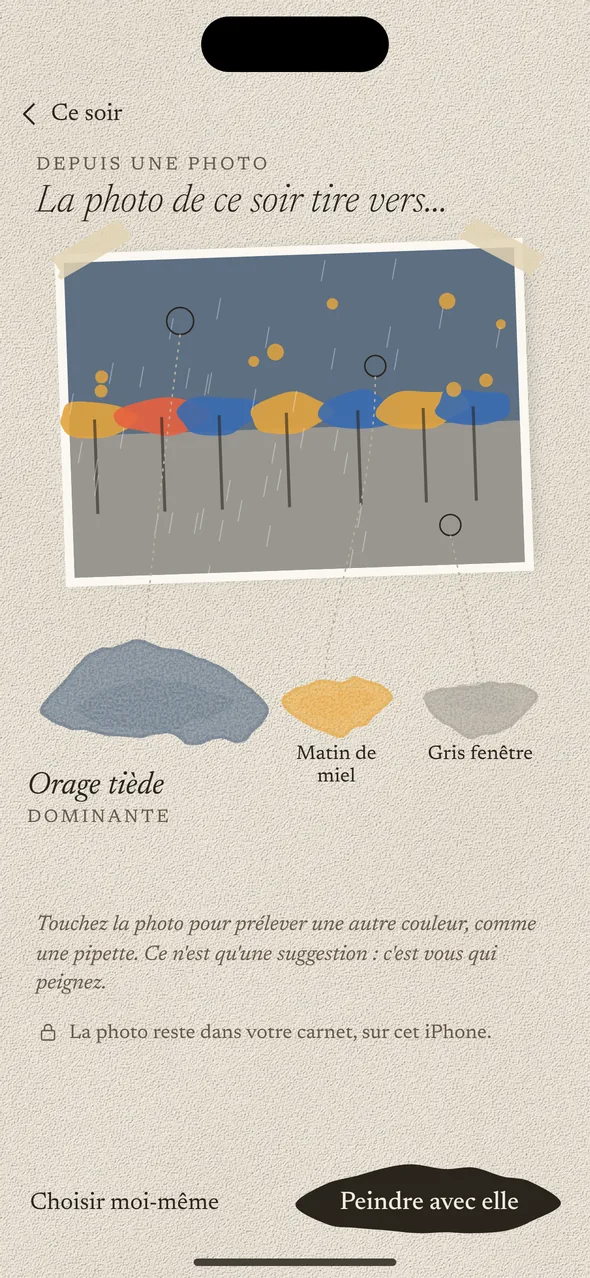 Ce soir
DEPUIS UNE PHOTO
La photo de ce soir tire vers...
Matin de
miel
Gris fenêtre
Orage tiède
DOMINANTE
Touchez la photo pour prélever une autre couleur, comme
une pipette. Ce n'est qu'une suggestion : c'est vous qui
peignez.
La photo reste dans votre carnet, sur cet iPhone.
Choisir moi-même
Peindre avec elle